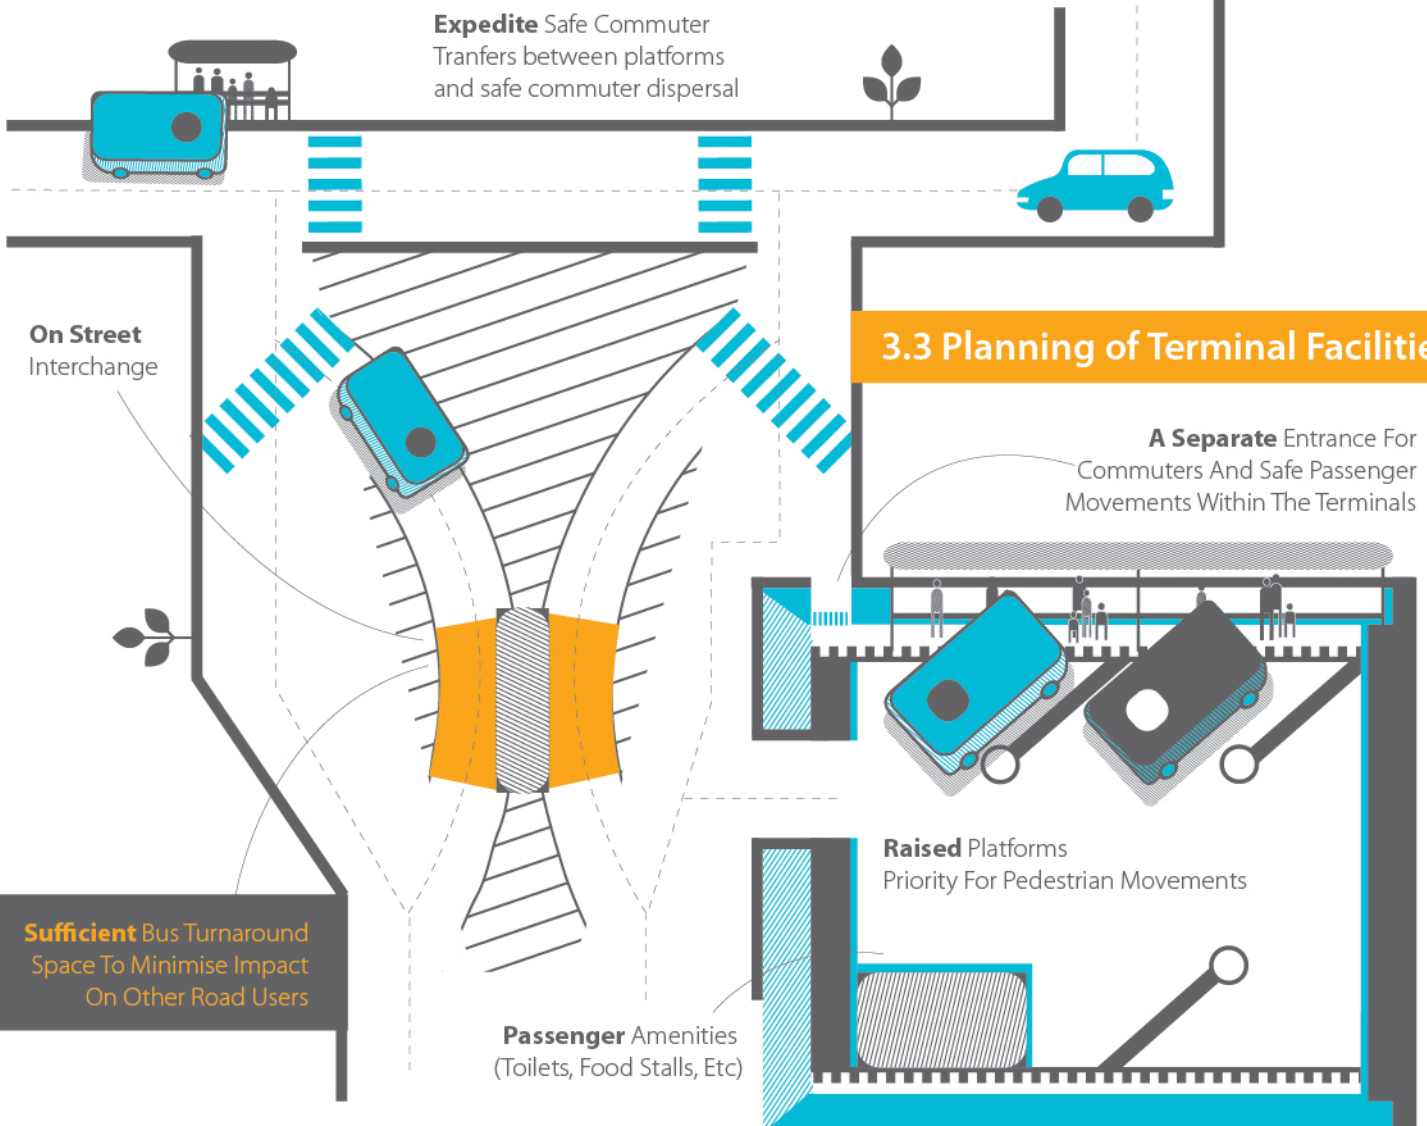 Expedite Safe Commuter
Tranfers between platforms
and safe commuter dispersal
On Street
Interchange
3.3 Planning of Terminal Facilitie
A Separate Entrance For
Commuters And Safe Passenger
Movements Within The Terminals
Raised Platforms
Priority For Pedestrian Movements
Sufficient Bus Turnaround
Space To Minimise Impact
On Other Road Users
Passenger Amenities
(Toilets, Food Stalls, Etc)